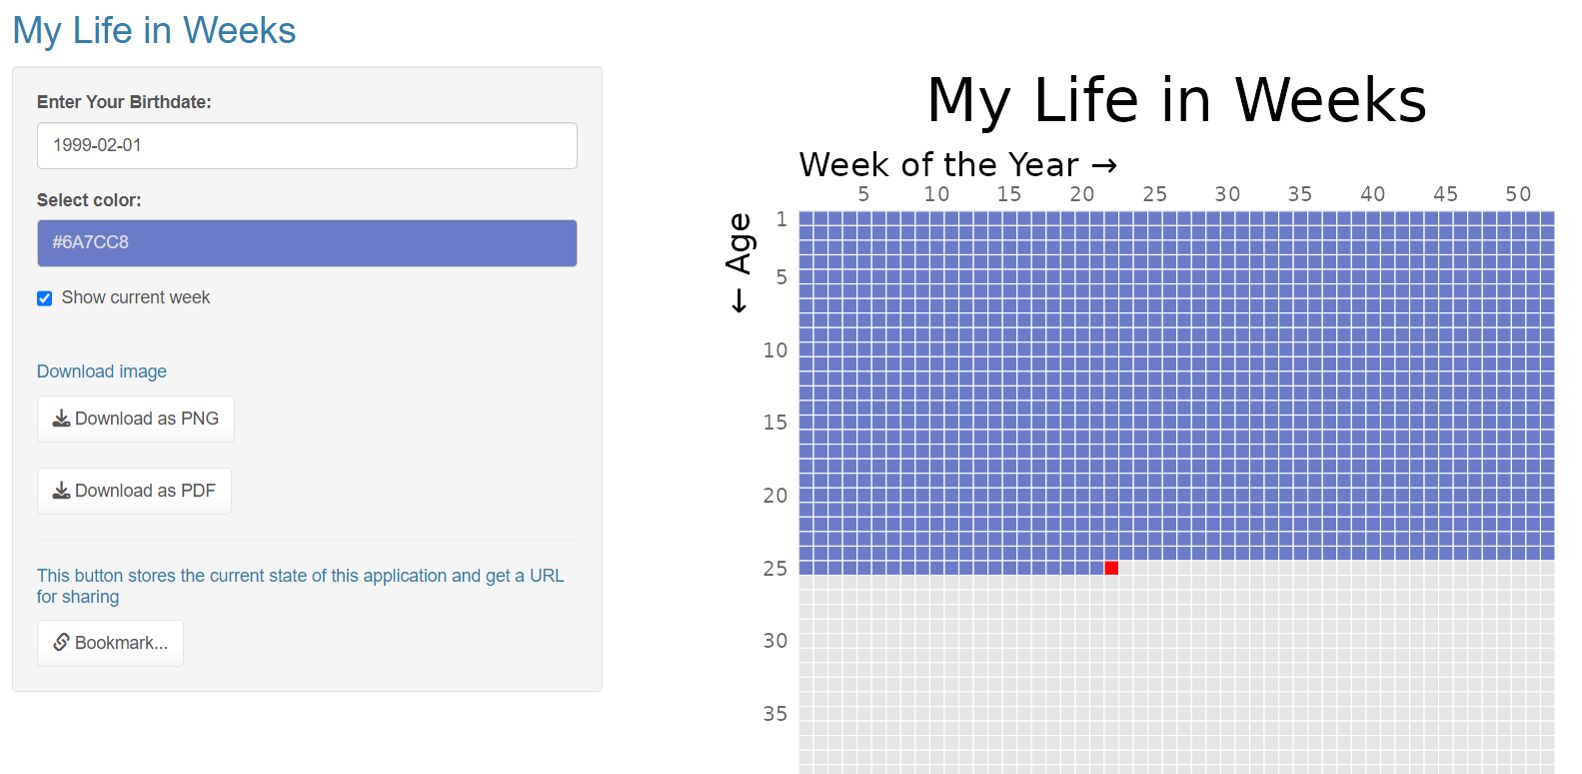 My Life in Weeks
Enter Your Birthdate:
1999-02-01
Select color:
#6A7CC8
Show current week
Download image
Download as PNG
Download as PDF
This button stores the current state of this application and get a URL
for sharing
Bookmark...
My Life in Weeks
Week of the Year →
5 10 15 20 25 30 35 40 45 50
← Age
1
5
10
15
20
25
30
35